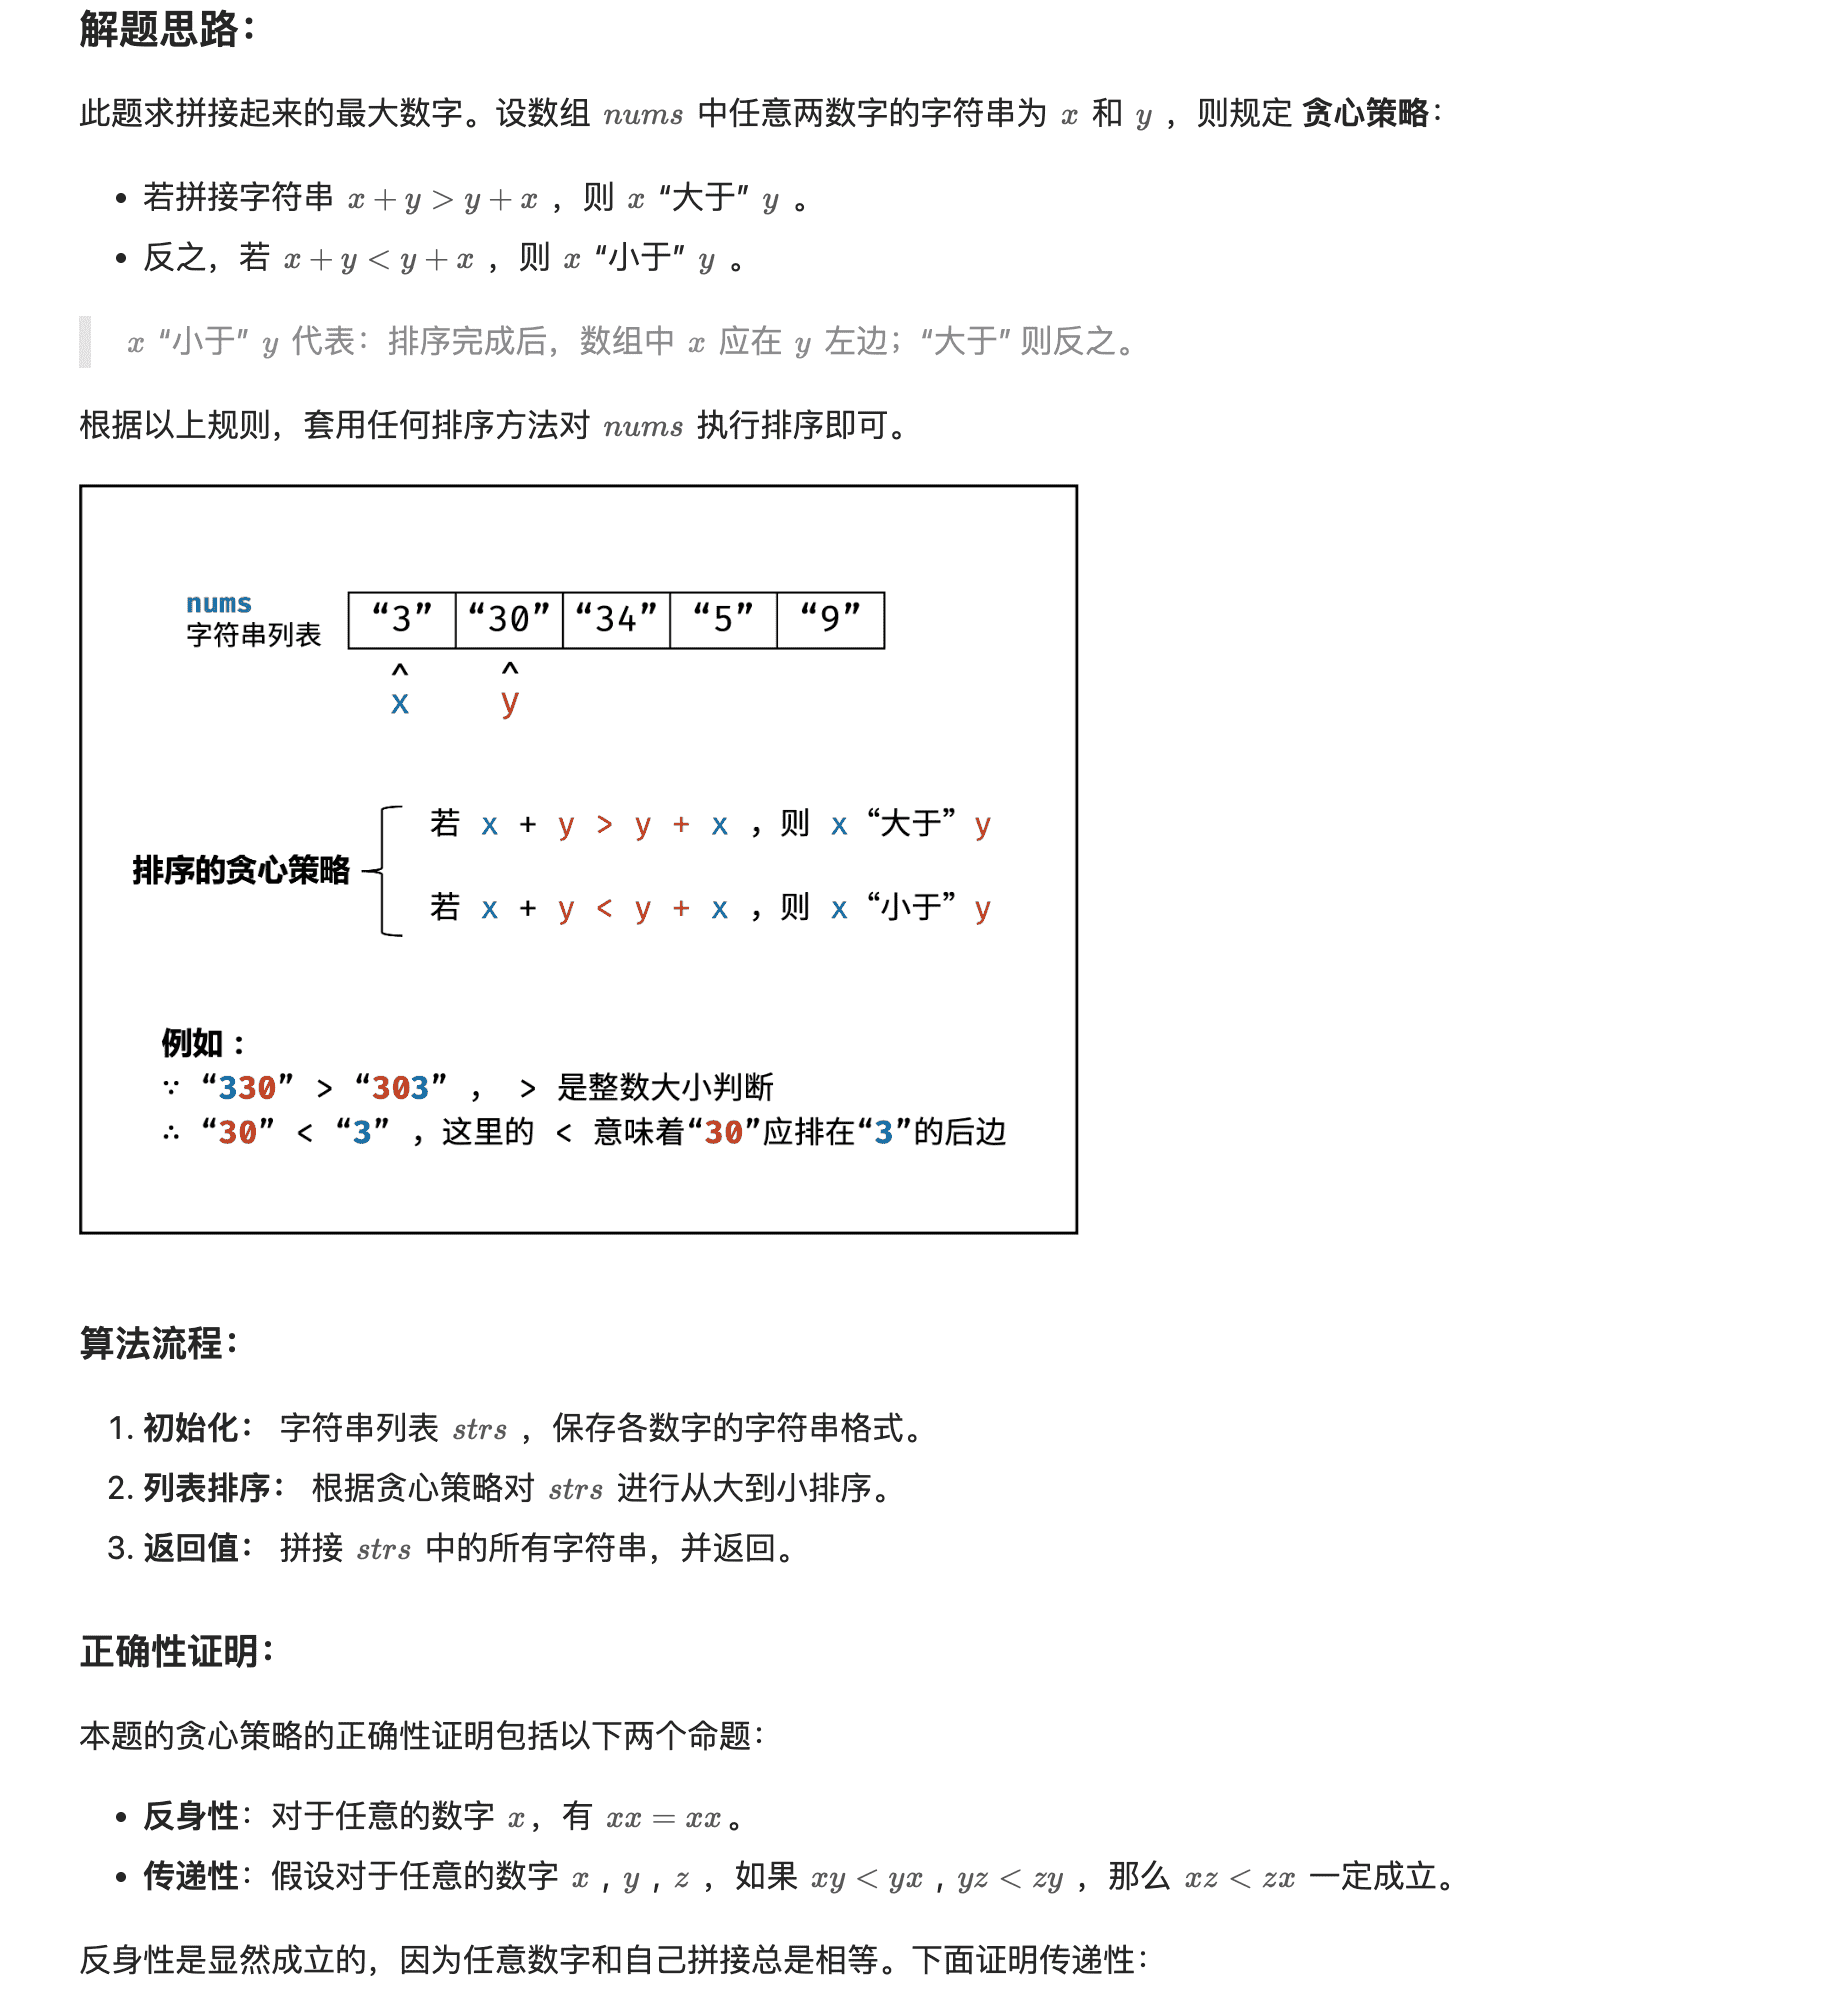 解题思路：
此题求拼接起来的最大数字。设数组 nums 中任意两数字的字符串为 x 和 y ，则规定 贪心策略：
• 若拼接字符串 x + y > y + x ，则 x “大于” y 。
• 反之，若 x + y < y + x ，则 x “小于” y 。
x “小于” y 代表：排序完成后，数组中 x 应在 y 左边；“大于” 则反之。
根据以上规则，套用任何排序方法对 nums 执行排序即可。
nums
字符串列表
“3” “30” “34” “5” “9”
^ ^
x y
若 x + y > y + x ，则 x “大于” y
排序的贪心策略
若 x + y < y + x ，则 x “小于” y
例如：
∵ “330” > “303” ， > 是整数大小判断
∴ “30” < “3” ，这里的 < 意味着“30”应排在“3”的后边
算法流程：
1. 初始化： 字符串列表 strs ，保存各数字的字符串格式。
2. 列表排序： 根据贪心策略对 strs 进行从大到小排序。
3. 返回值： 拼接 strs 中的所有字符串，并返回。
正确性证明：
本题的贪心策略的正确性证明包括以下两个命题：
• 反身性：对于任意的数字 x，有 xx = xx。
• 传递性：假设对于任意的数字 x , y , z ，如果 xy < yx , yz < zy ，那么 xz < zx 一定成立。
反身性是显然成立的，因为任意数字和自己拼接总是相等。下面证明传递性：